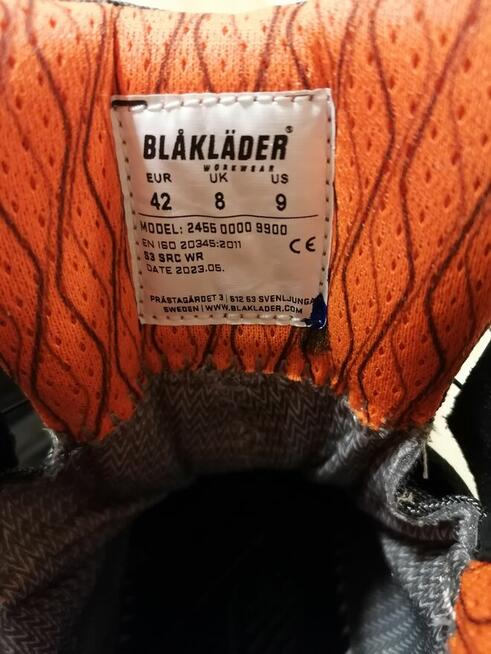 BLÅKLÄDER®
WORKWEAR
EUR UK US
42 8 9
MODEL: 2455 0000 9900
EN ISO 20345:2011 CE
S3 SRC WR
DATE 2023.05.
PRÄSTAGÄRDET 3 | 512 53 SVENLJUNGA
SWEDEN | WWW.BLAKLADER.COM